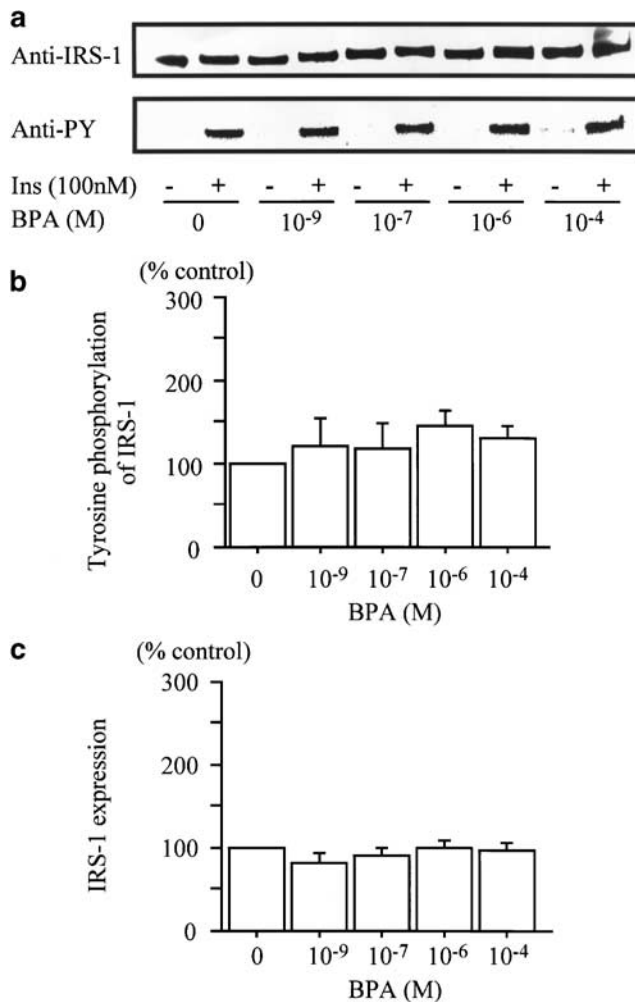 a
Anti-IRS-1
Anti-PY
Ins (100nM) - + - + - + - + - +
BPA (M) 0 10⁻⁹ 10⁻⁷ 10⁻⁶ 10⁻⁴
b
(% control)
300
200
100
0
Tyrosine phosphorylation
of IRS-1
0 10⁻⁹ 10⁻⁷ 10⁻⁶ 10⁻⁴
BPA (M)
c
(% control)
300
200
100
0
IRS-1 expression
0 10⁻⁹ 10⁻⁷ 10⁻⁶ 10⁻⁴
BPA (M)